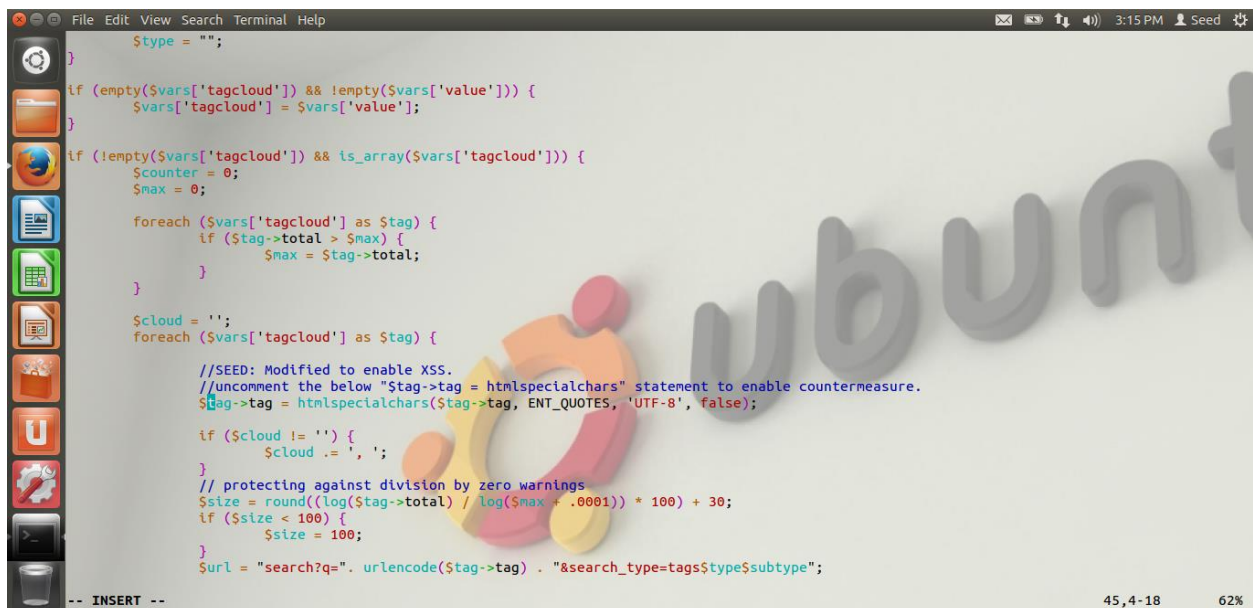 File Edit View Search Terminal Help
3:15 PM Seed
$type = "";
}
if (empty($vars['tagcloud']) && !empty($vars['value'])) {
$vars['tagcloud'] = $vars['value'];
}
if (!empty($vars['tagcloud']) && is_array($vars['tagcloud'])) {
$counter = 0;
$max = 0;
foreach ($vars['tagcloud'] as $tag) {
if ($tag->total > $max) {
$max = $tag->total;
}
}
$cloud = '';
foreach ($vars['tagcloud'] as $tag) {
//SEED: Modified to enable XSS.
//uncomment the below "$tag->tag = htmlspecialchars" statement to enable countermeasure.
$tag->tag = htmlspecialchars($tag->tag, ENT_QUOTES, 'UTF-8', false);
if ($cloud != '') {
$cloud .= ', ';
}
// protecting against division by zero warnings
$size = round((log($tag->total) / log($max + .0001)) * 100) + 30;
if ($size < 100) {
$size = 100;
}
$url = "search?q=". urlencode($tag->tag) . "&search_type=tags$type$subtype";
-- INSERT -- 45,4-18 62%
ubunt